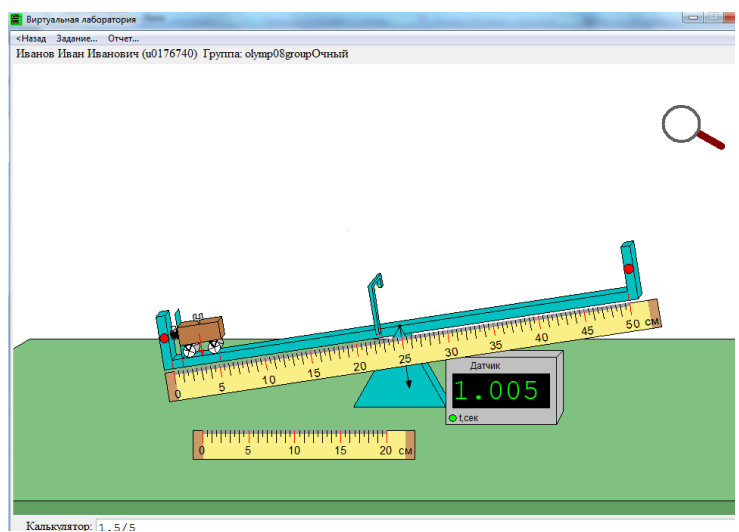 Виртуальная лаборатория
<Назад Задание... Отчет...
Иванов Иван Иванович (u0176740) Группа: olymp08groupОчный
0 5 10 15 20 25 30 35 40 45 50 см
Датчик
1.005
t,сек
0 5 10 15 20 см
Калькулятор: 1.5/5